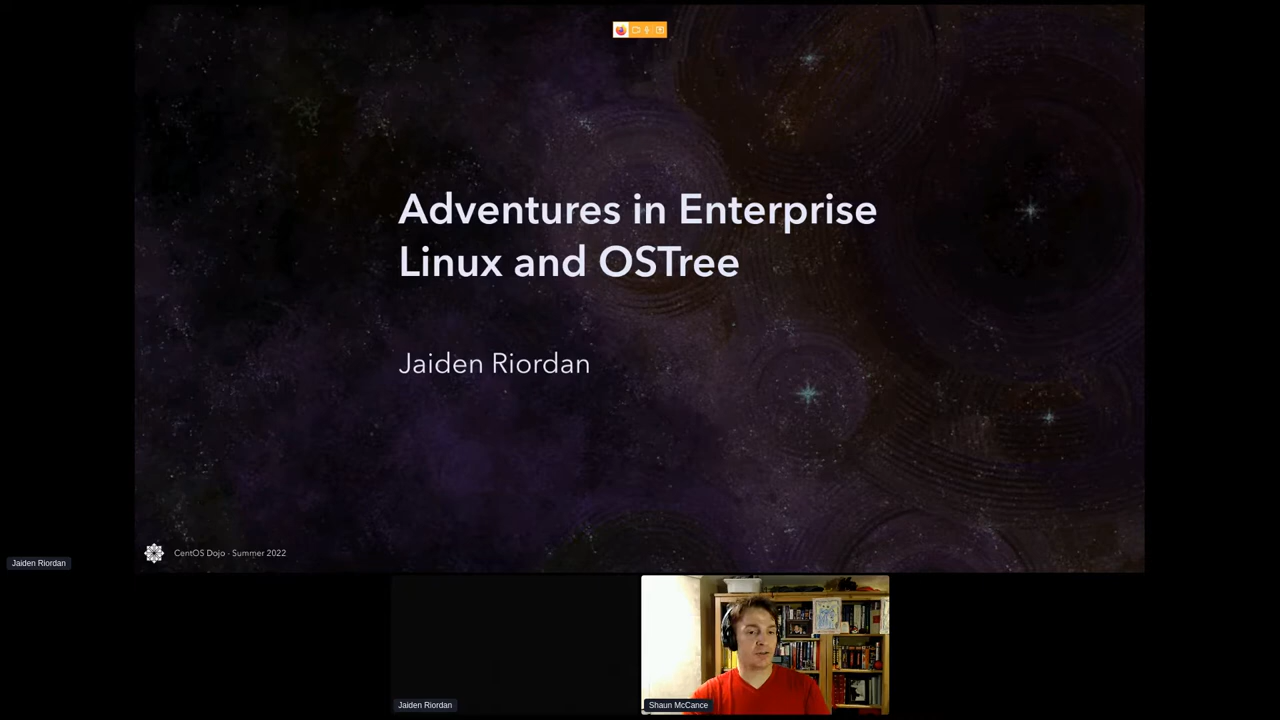 Adventures in Enterprise
Linux and OSTree
Jaiden Riordan
CentOS Dojo · Summer 2022
Jaiden Riordan
Jaiden Riordan
Shaun McCance